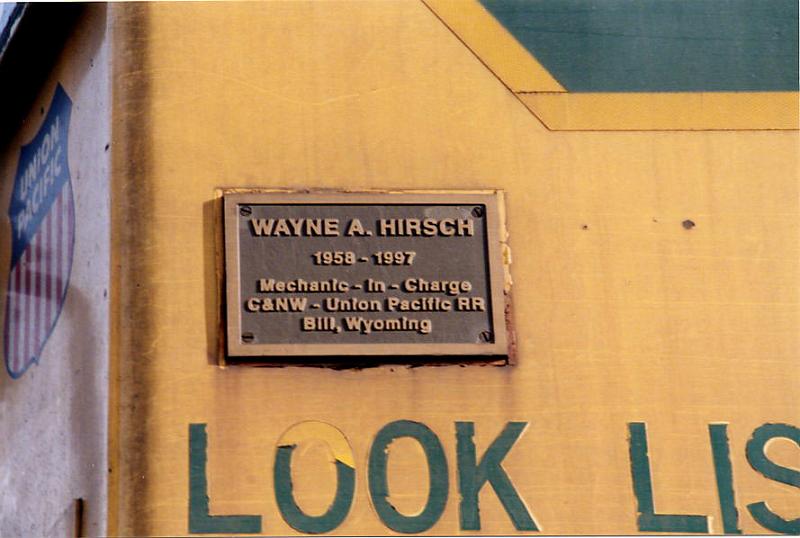 UNION
PACIFIC
WAYNE A. HIRSCH
1958 - 1997
Mechanic - In - Charge
C&NW - Union Pacific RR
Bill, Wyoming
LOOK LIS